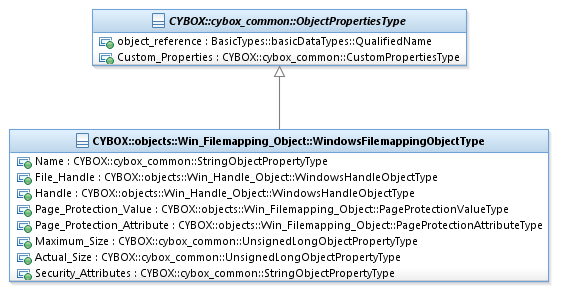 CYBOX::cybox_common::ObjectPropertiesType
object_reference : BasicTypes::basicDataTypes::QualifiedName
Custom_Properties : CYBOX::cybox_common::CustomPropertiesType
CYBOX::objects::Win_Filemapping_Object::WindowsFilemappingObjectType
Name : CYBOX::cybox_common::StringObjectPropertyType
File_Handle : CYBOX::objects::Win_Handle_Object::WindowsHandleObjectType
Handle : CYBOX::objects::Win_Handle_Object::WindowsHandleObjectType
Page_Protection_Value : CYBOX::objects::Win_Filemapping_Object::PageProtectionValueType
Page_Protection_Attribute : CYBOX::objects::Win_Filemapping_Object::PageProtectionAttributeType
Maximum_Size : CYBOX::cybox_common::UnsignedLongObjectPropertyType
Actual_Size : CYBOX::cybox_common::UnsignedLongObjectPropertyType
Security_Attributes : CYBOX::cybox_common::StringObjectPropertyType